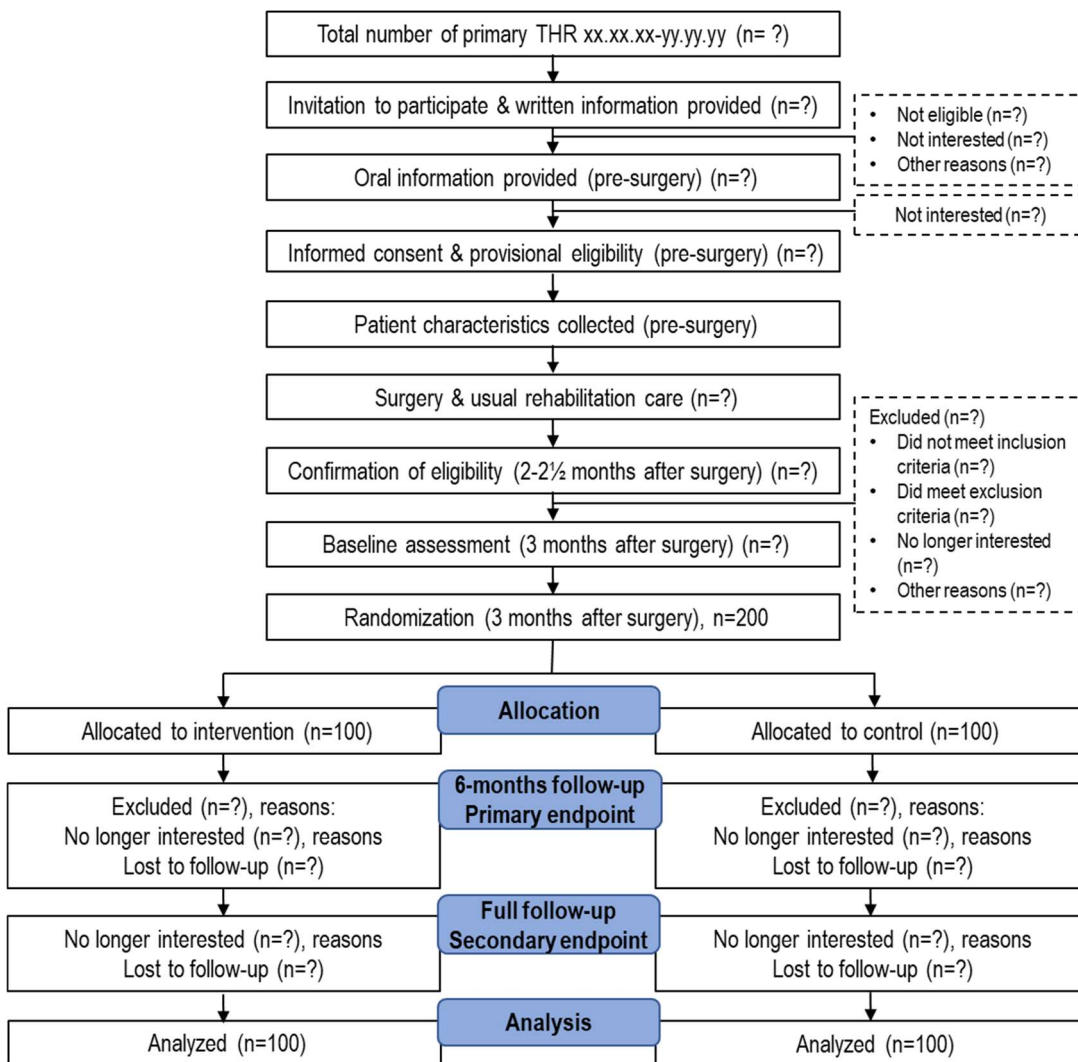 Total number of primary THR xx.xx.xx-yy.yy.yy (n= ?)
Invitation to participate & written information provided (n=?)
• Not eligible (n=?)
• Not interested (n=?)
• Other reasons (n=?)
Oral information provided (pre-surgery) (n=?)
Not interested (n=?)
Informed consent & provisional eligibility (pre-surgery) (n=?)
Patient characteristics collected (pre-surgery)
Surgery & usual rehabilitation care (n=?)
Confirmation of eligibility (2-2½ months after surgery) (n=?)
Excluded (n=?)
• Did not meet inclusion
criteria (n=?)
• Did meet exclusion
criteria (n=?)
• No longer interested
(n=?)
• Other reasons (n=?)
Baseline assessment (3 months after surgery) (n=?)
Randomization (3 months after surgery), n=200
Allocation
Allocated to intervention (n=100)
Allocated to control (n=100)
6-months follow-up
Primary endpoint
Excluded (n=?), reasons:
No longer interested (n=?), reasons
Lost to follow-up (n=?)
Excluded (n=?), reasons:
No longer interested (n=?), reasons
Lost to follow-up (n=?)
Full follow-up
Secondary endpoint
No longer interested (n=?), reasons
Lost to follow-up (n=?)
No longer interested (n=?), reasons
Lost to follow-up (n=?)
Analysis
Analyzed (n=100)
Analyzed (n=100)